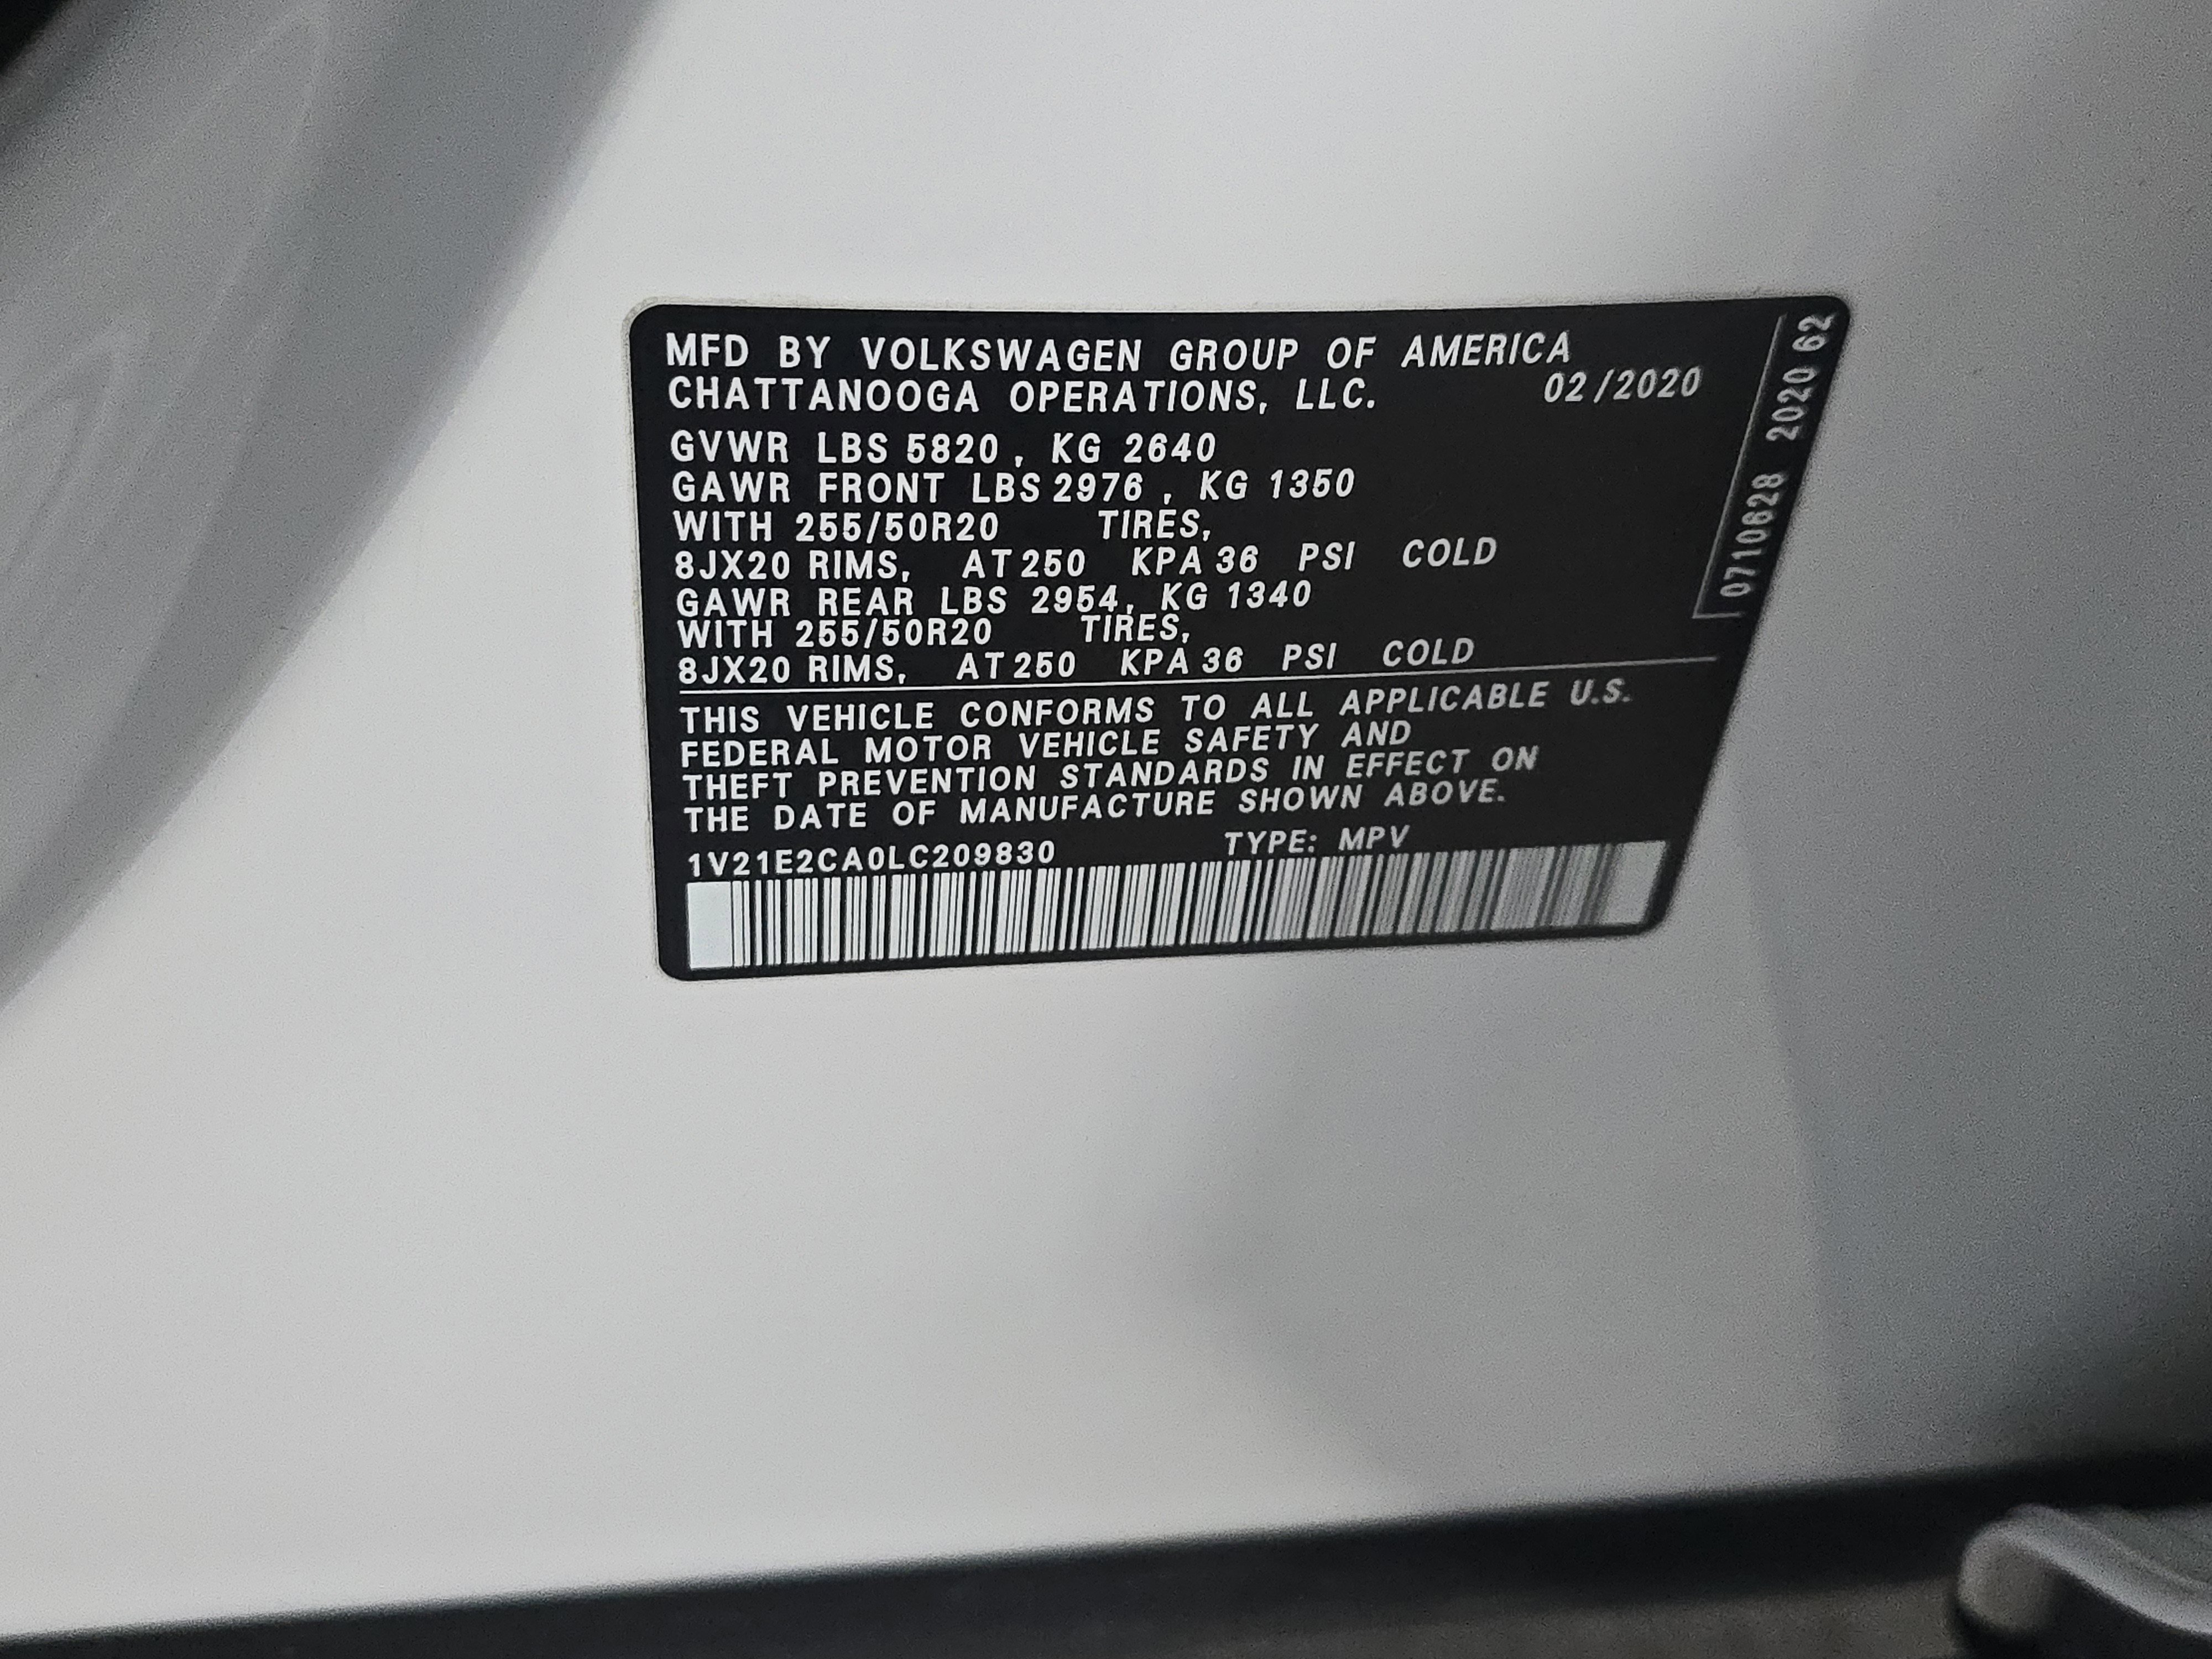 MFD BY VOLKSWAGEN GROUP OF AMERICA
CHATTANOOGA OPERATIONS, LLC. 02/2020
GVWR LBS 5820 , KG 2640
GAWR FRONT LBS 2976 , KG 1350
WITH 255/50R20 TIRES,
8JX20 RIMS, AT 250 KPA 36 PSI COLD
GAWR REAR LBS 2954, KG 1340
WITH 255/50R20 TIRES,
8JX20 RIMS, AT 250 KPA 36 PSI COLD
THIS VEHICLE CONFORMS TO ALL APPLICABLE U.S.
FEDERAL MOTOR VEHICLE SAFETY AND
THEFT PREVENTION STANDARDS IN EFFECT ON
THE DATE OF MANUFACTURE SHOWN ABOVE.
1V21E2CA0LC209830 TYPE: MPV
0710628 2020 62